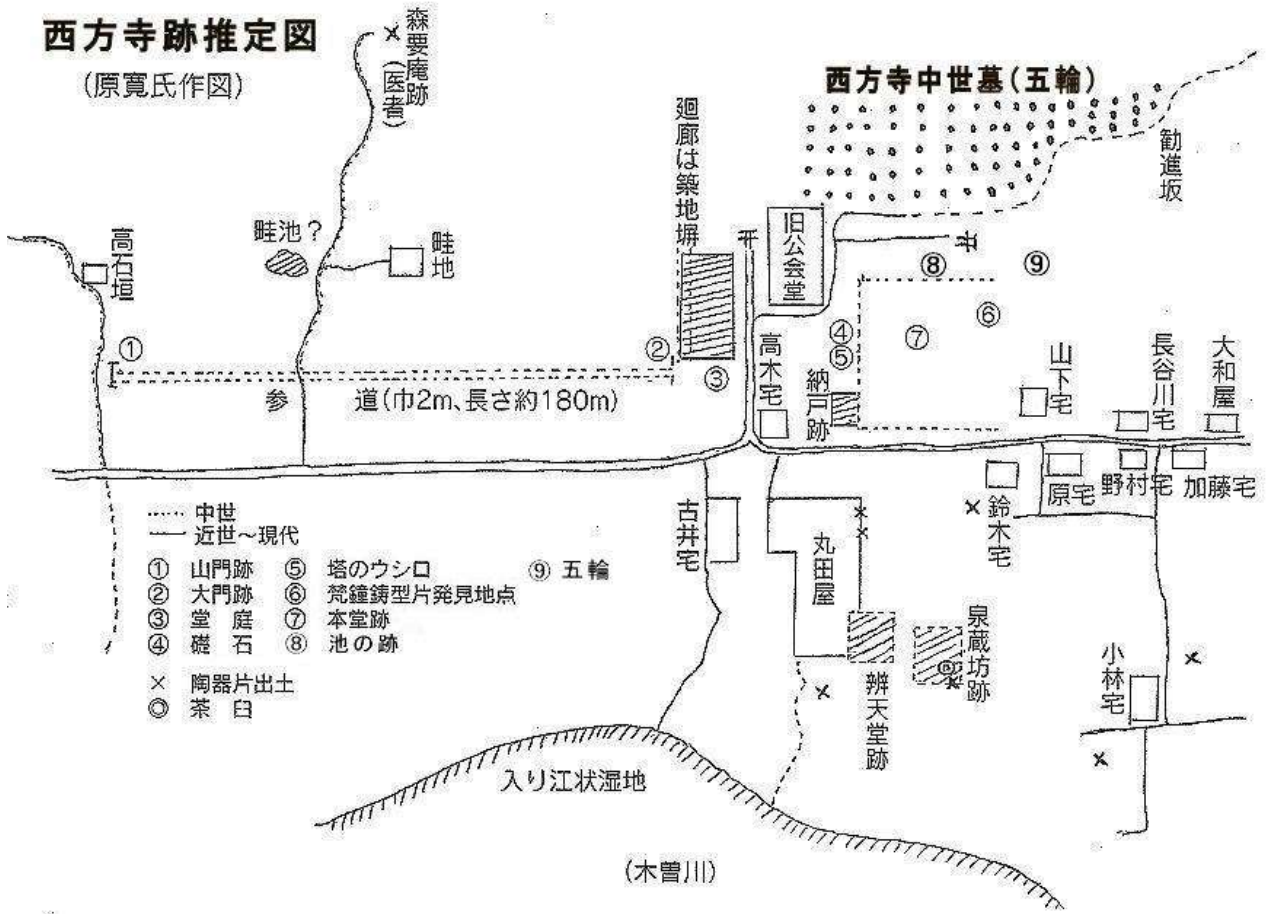 西方寺跡推定図
(原寛氏作図)
森要庵跡
(医者)
西方寺中世墓(五輪)
勧進坂
廻廊は築地塀
旧公会堂
高石垣
畦池?
畦地
①
②
③
④
⑤
⑥
⑦
⑧
⑨
参道(巾2m、長さ約180m)
高木宅
納戸跡
山下宅
長谷川宅
大和屋
古井宅
丸田屋
鈴木宅
原宅
野村宅
加藤宅
中世
近世~現代
① 山門跡
② 大門跡
③ 堂庭
④ 礎石
⑤ 塔のウシロ
⑥ 梵鐘鋳型片発見地点
⑦ 本堂跡
⑧ 池の跡
⑨ 五輪
× 陶器片出土
◎ 茶臼
辨天堂跡
泉蔵坊跡
小林宅
入り江状湿地
(木曽川)